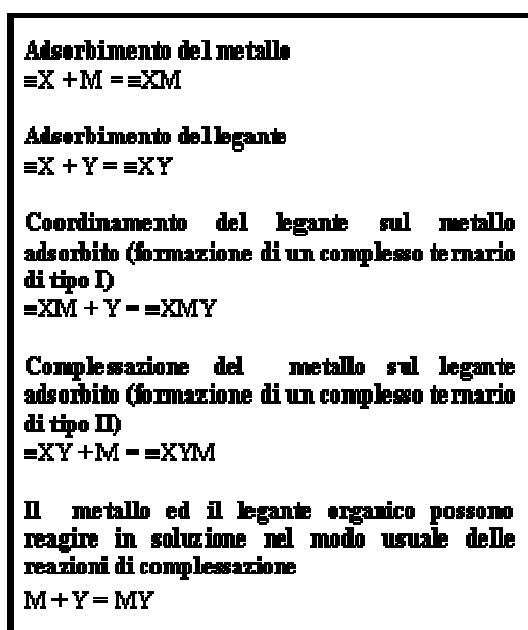 Adsorbimento del metallo
≡X + M = ≡XM
Adsorbimento del legante
≡X + Y = ≡XY
Coordinamento del legante sul metallo
adsorbito (formazione di un complesso ternario
di tipo I)
≡XM + Y = ≡XMY
Complessazione del metallo sul legante
adsorbito (formazione di un complesso ternario
di tipo II)
≡XY + M = ≡XYM
Il metallo ed il legante organico possono
reagire in soluzione nel modo usuale delle
reazioni di complessazione
M + Y = MY